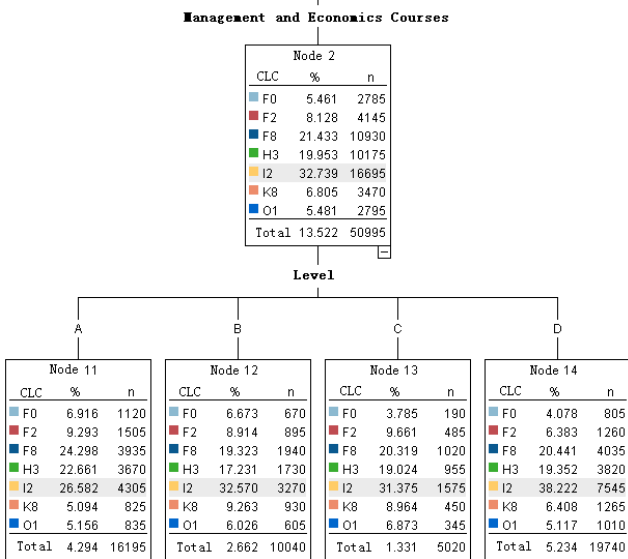 Management and Economics Courses
Node 2
CLC % n
F0 5.461 2785
F2 8.128 4145
F8 21.433 10930
H3 19.953 10175
I2 32.739 16695
K8 6.805 3470
O1 5.481 2795
Total 13.522 50995
Level
A B C D
Node 11 Node 12 Node 13 Node 14
CLC % n CLC % n CLC % n CLC % n
F0 6.916 1120 F0 6.673 670 F0 3.785 190 F0 4.078 805
F2 9.293 1505 F2 8.914 895 F2 9.661 485 F2 6.383 1260
F8 24.298 3935 F8 19.323 1940 F8 20.319 1020 F8 20.441 4035
H3 22.661 3670 H3 17.231 1730 H3 19.024 955 H3 19.352 3820
I2 26.582 4305 I2 32.570 3270 I2 31.375 1575 I2 38.222 7545
K8 5.094 825 K8 9.263 930 K8 8.964 450 K8 6.408 1265
O1 5.156 835 O1 6.026 605 O1 6.873 345 O1 5.117 1010
Total 4.294 16195 Total 2.662 10040 Total 1.331 5020 Total 5.234 19740